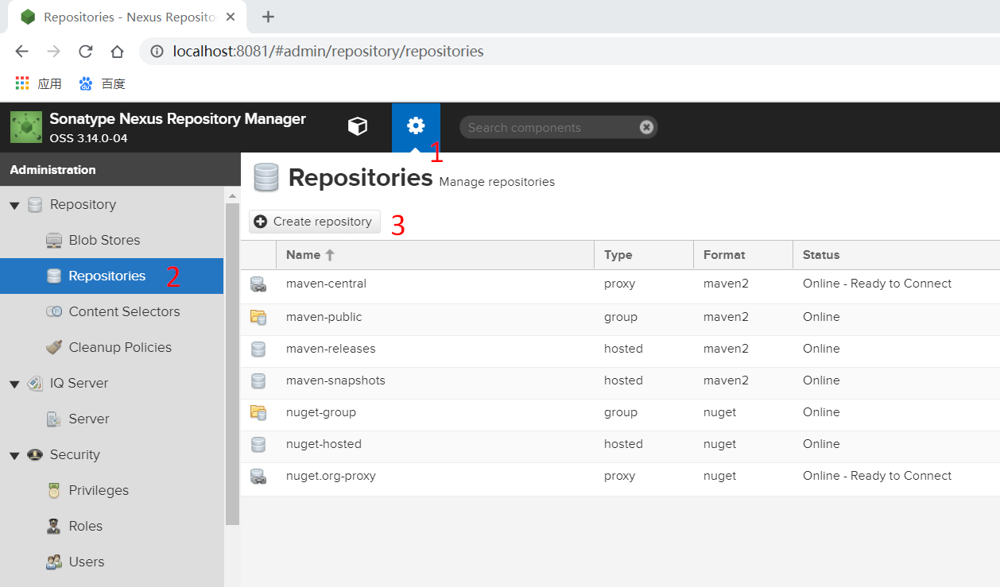 Repositories - Nexus Reposito
localhost:8081/#admin/repository/repositories
应用 百度
Sonatype Nexus Repository Manager
OSS 3.14.0-04
Search components
1
Administration
Repository
Blob Stores
Repositories 2
Content Selectors
Cleanup Policies
IQ Server
Server
Security
Privileges
Roles
Users
Repositories Manage repositories
Create repository 3
Name Type Format Status
maven-central proxy maven2 Online - Ready to Connect
maven-public group maven2 Online
maven-releases hosted maven2 Online
maven-snapshots hosted maven2 Online
nuget-group group nuget Online
nuget-hosted hosted nuget Online
nuget.org-proxy proxy nuget Online - Ready to Connect